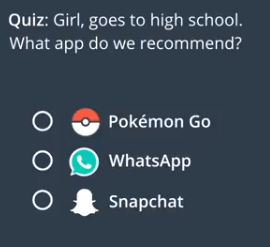 Quiz: Girl, goes to high school.
What app do we recommend?
Pokémon Go
WhatsApp
Snapchat